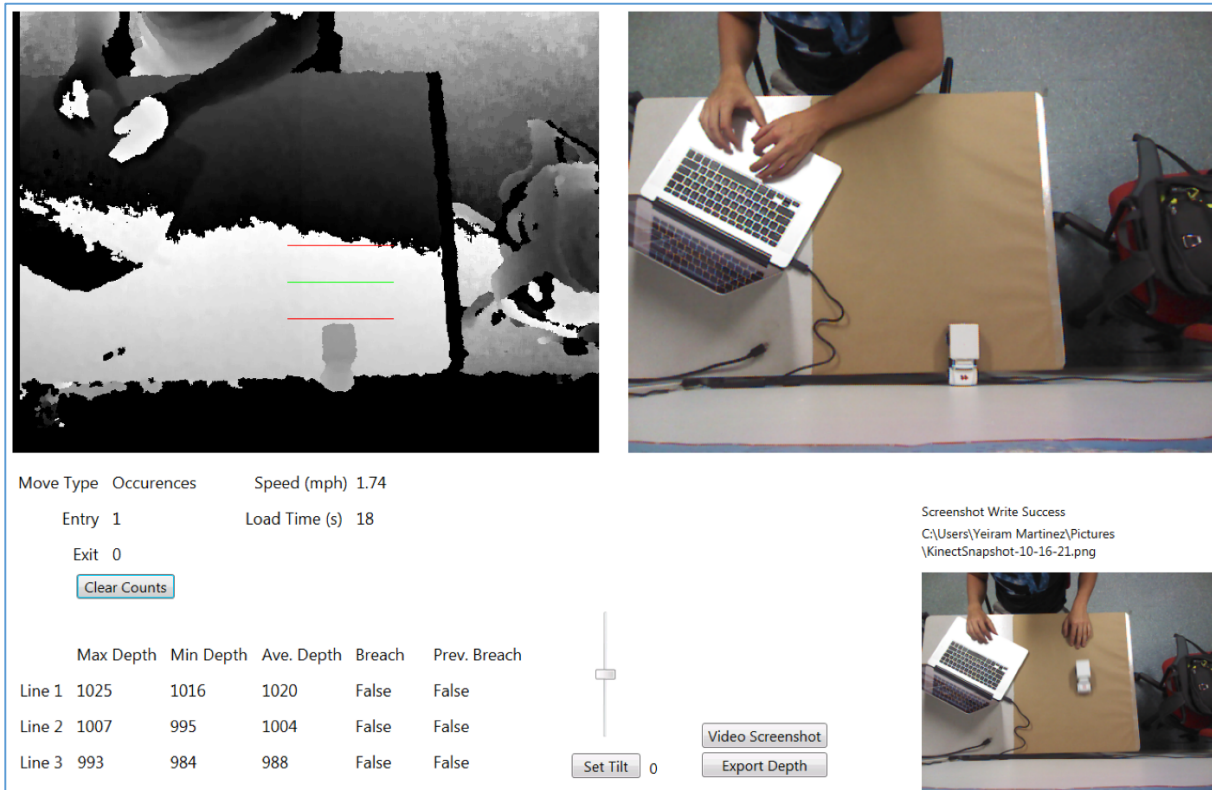 Move Type Occurences Speed (mph) 1.74
Entry 1 Load Time (s) 18
Exit 0
Clear Counts
Screenshot Write Success
C:\Users\Yeiram Martinez\Pictures
\KinectSnapshot-10-16-21.png
Max Depth Min Depth Ave. Depth Breach Prev. Breach
Line 1 1025 1016 1020 False False
Line 2 1007 995 1004 False False
Line 3 993 984 988 False False
Set Tilt 0
Video Screenshot
Export Depth